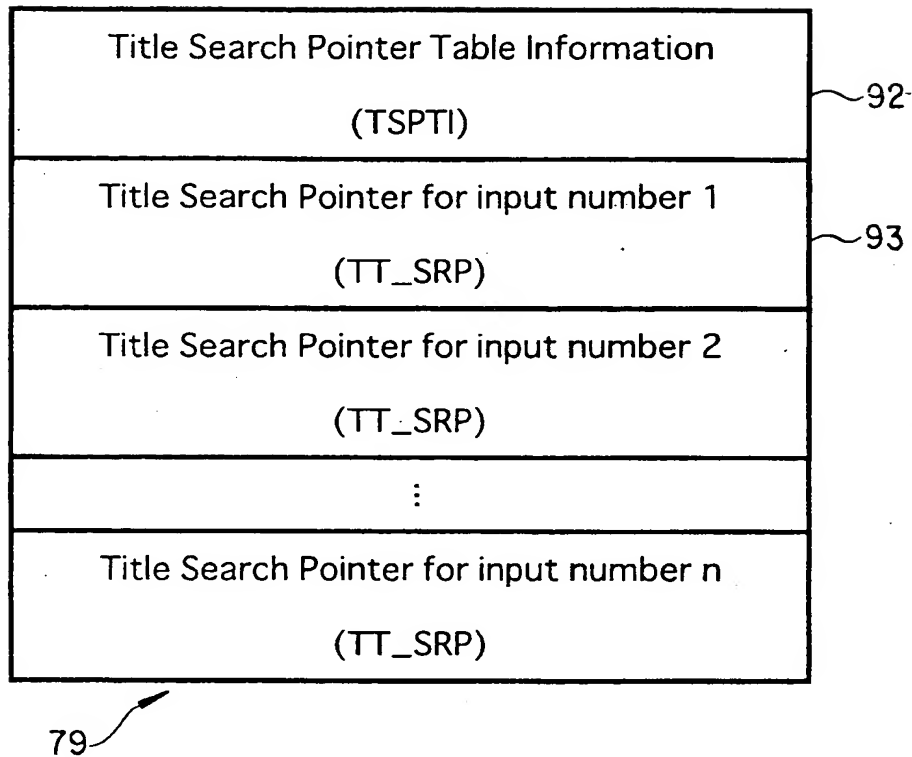 Title Search Pointer Table Information
(TSPTI)
92
Title Search Pointer for input number 1
(TT_SRP)
93
Title Search Pointer for input number 2
(TT_SRP)
⋮
Title Search Pointer for input number n
(TT_SRP)
79